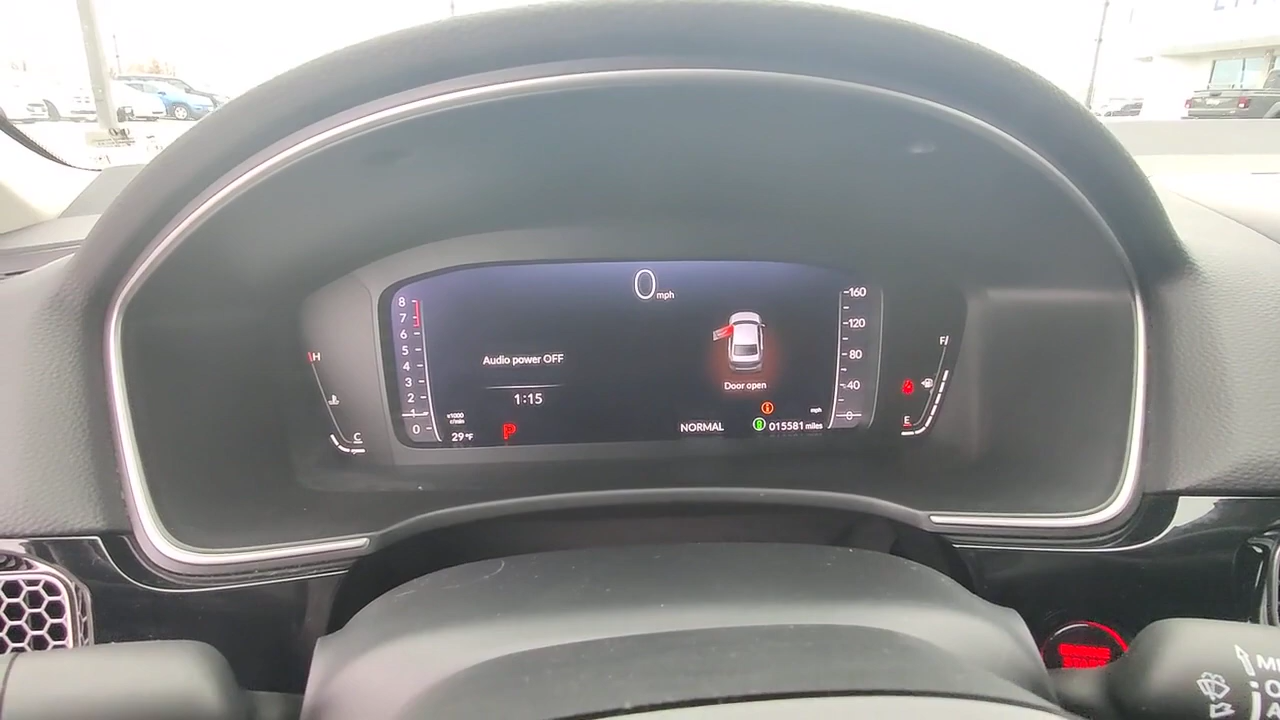 0 mph
8
7
6
5
4
3
2
1
0
x1000
r/min
29 °F
P
Audio power OFF
1:15
Door open
NORMAL
015581 miles
mph
160
120
80
40
0
H
C
F
E